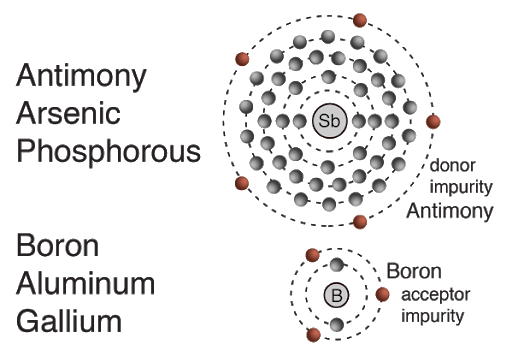 Antimony
Arsenic
Phosphorous
Sb
donor
impurity
Antimony
Boron
Aluminum
Gallium
B
Boron
acceptor
impurity